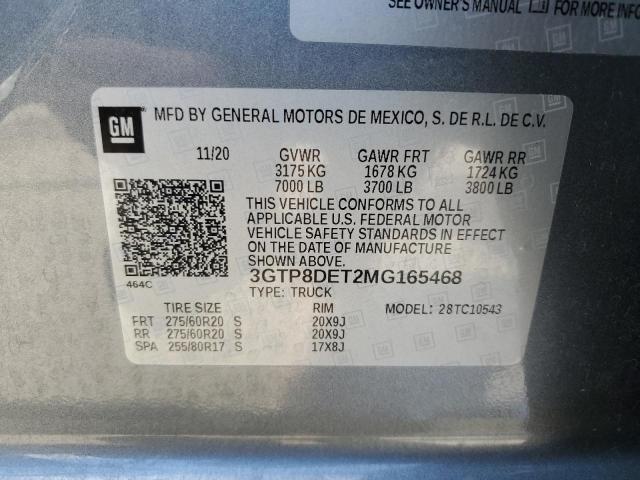 SEE OWNER'S MANUAL FOR MORE INFO
GM
MFD BY GENERAL MOTORS DE MEXICO, S. DE R.L. DE C.V.
11/20 GVWR GAWR FRT GAWR RR
3175 KG 1678 KG 1724 KG
7000 LB 3700 LB 3800 LB
THIS VEHICLE CONFORMS TO ALL
APPLICABLE U.S. FEDERAL MOTOR
VEHICLE SAFETY STANDARDS IN EFFECT
ON THE DATE OF MANUFACTURE
SHOWN ABOVE.
464C
3GTP8DET2MG165468
TYPE: TRUCK
TIRE SIZE RIM MODEL: 28TC10543
FRT 275/60R20 S 20X9J
RR 275/60R20 S 20X9J
SPA 255/80R17 S 17X8J